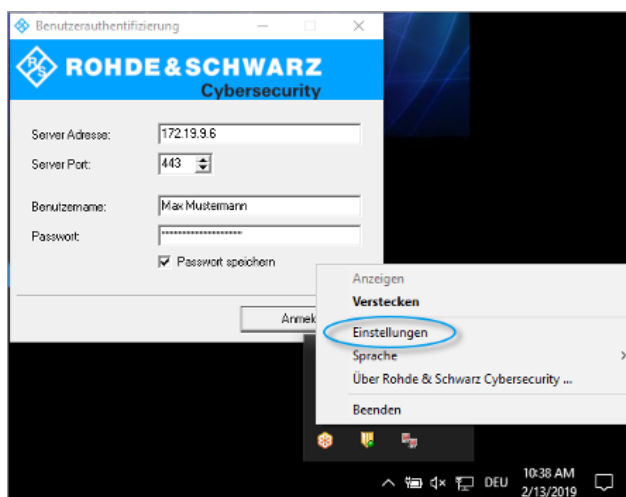 Benutzerauthentifizierung
R S
ROHDE & SCHWARZ
Cybersecurity
Server Adresse: 172.19.9.6
Server Port: 443
Benutzername: Max Mustermann
Passwort: ********************
Passwort speichern
Anzeigen
Verstecken
Einstellungen
Sprache
Über Rohde & Schwarz Cybersecurity ...
Beenden
DEU
10:38 AM
2/13/2019